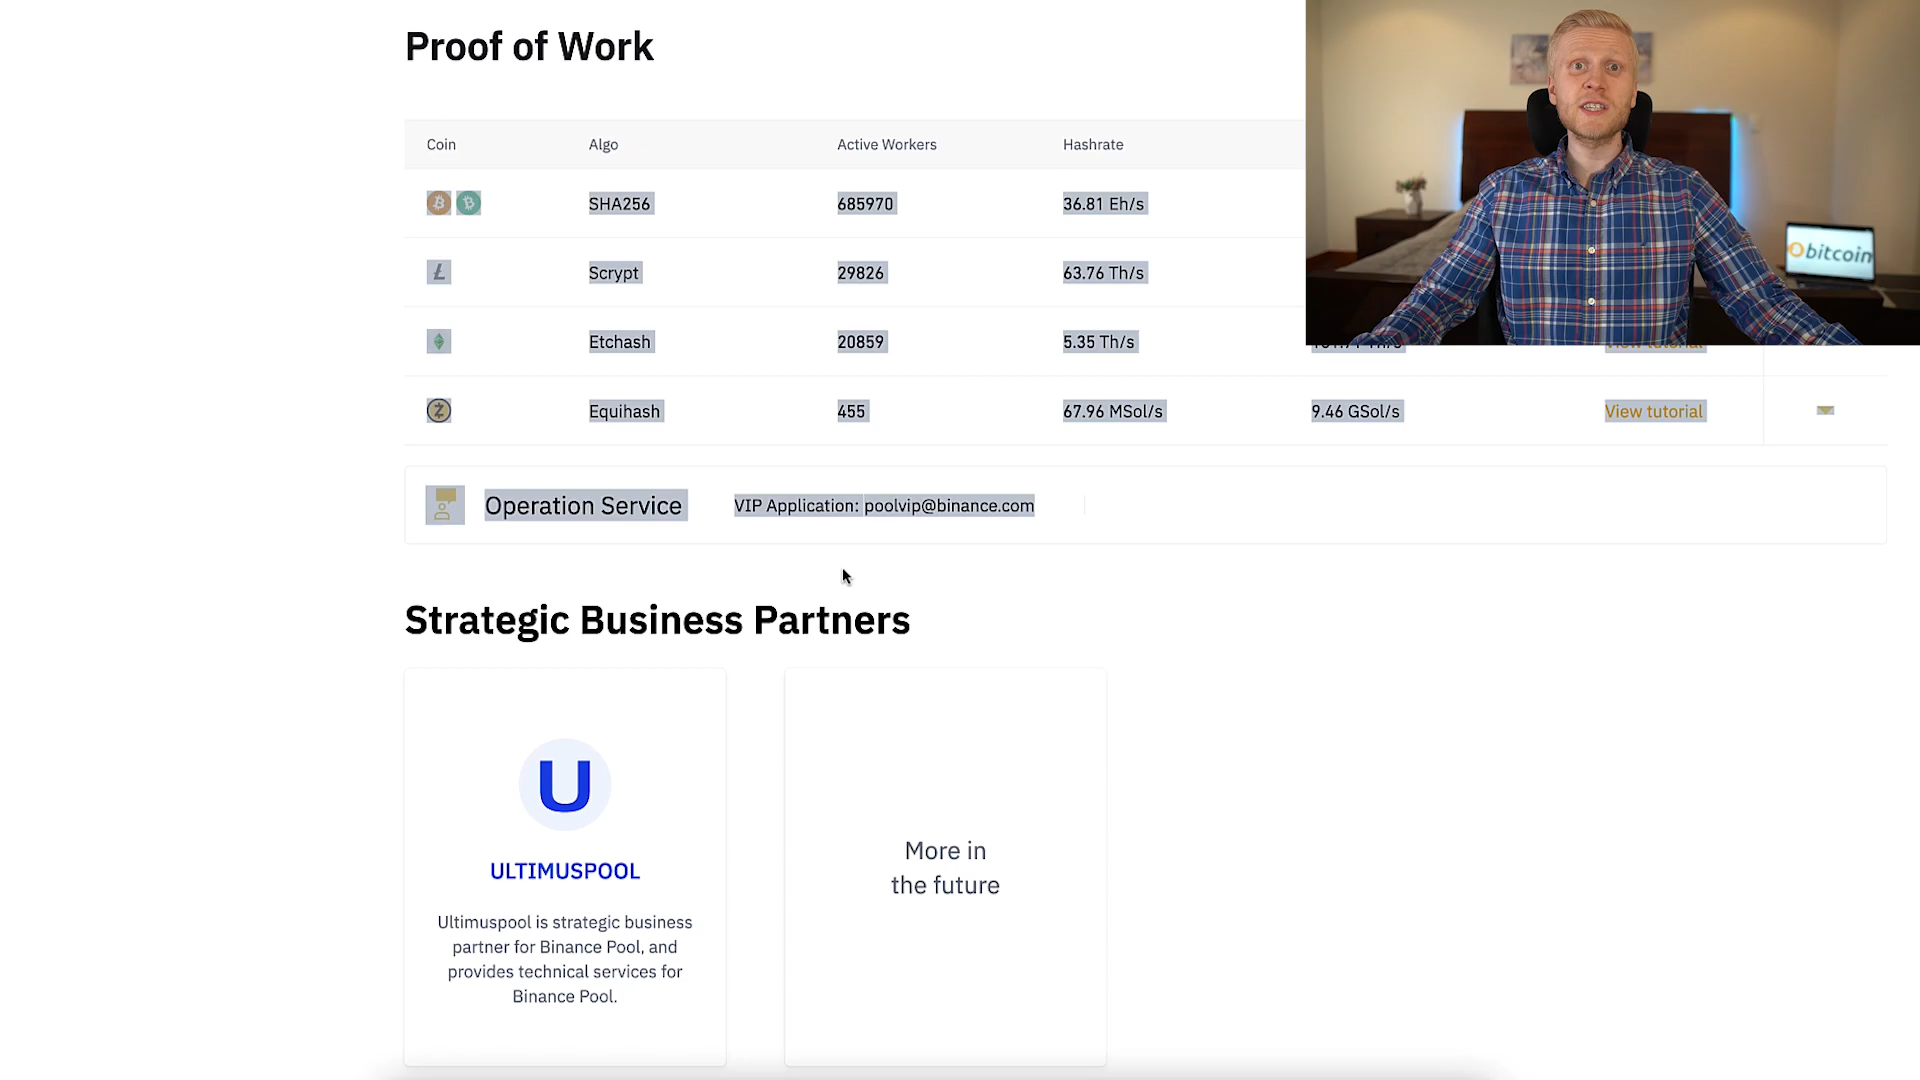 Proof of Work
Coin Algo Active Workers Hashrate
SHA256 685970 36.81 Eh/s
Scrypt 29826 63.76 Th/s
Etchash 20859 5.35 Th/s
Equihash 455 67.96 MSol/s 9.46 GSol/s View tutorial
Operation Service VIP Application: poolvip@binance.com
Strategic Business Partners
U
ULTIMUSPOOL
Ultimuspool is strategic business
partner for Binance Pool, and
provides technical services for
Binance Pool.
More in
the future
bitcoin